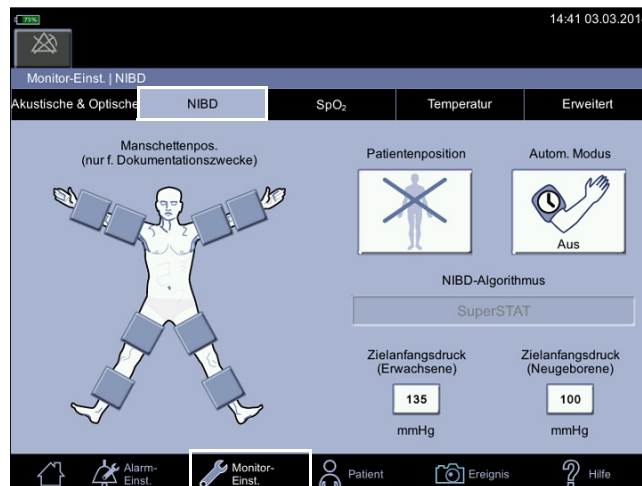 75%
14:41 03.03.201
Monitor-Einst. | NIBD
Akustische & Optische
NIBD
SpO₂
Temperatur
Erweitert
Manschettenpos.
(nur f. Dokumentationszwecke)
Patientenposition
Autom. Modus
Aus
NIBD-Algorithmus
SuperSTAT
Zielanfangsdruck
(Erwachsene)
135
mmHg
Zielanfangsdruck
(Neugeborene)
100
mmHg
Alarm-
Einst.
Monitor-
Einst.
Patient
Ereignis
Hilfe